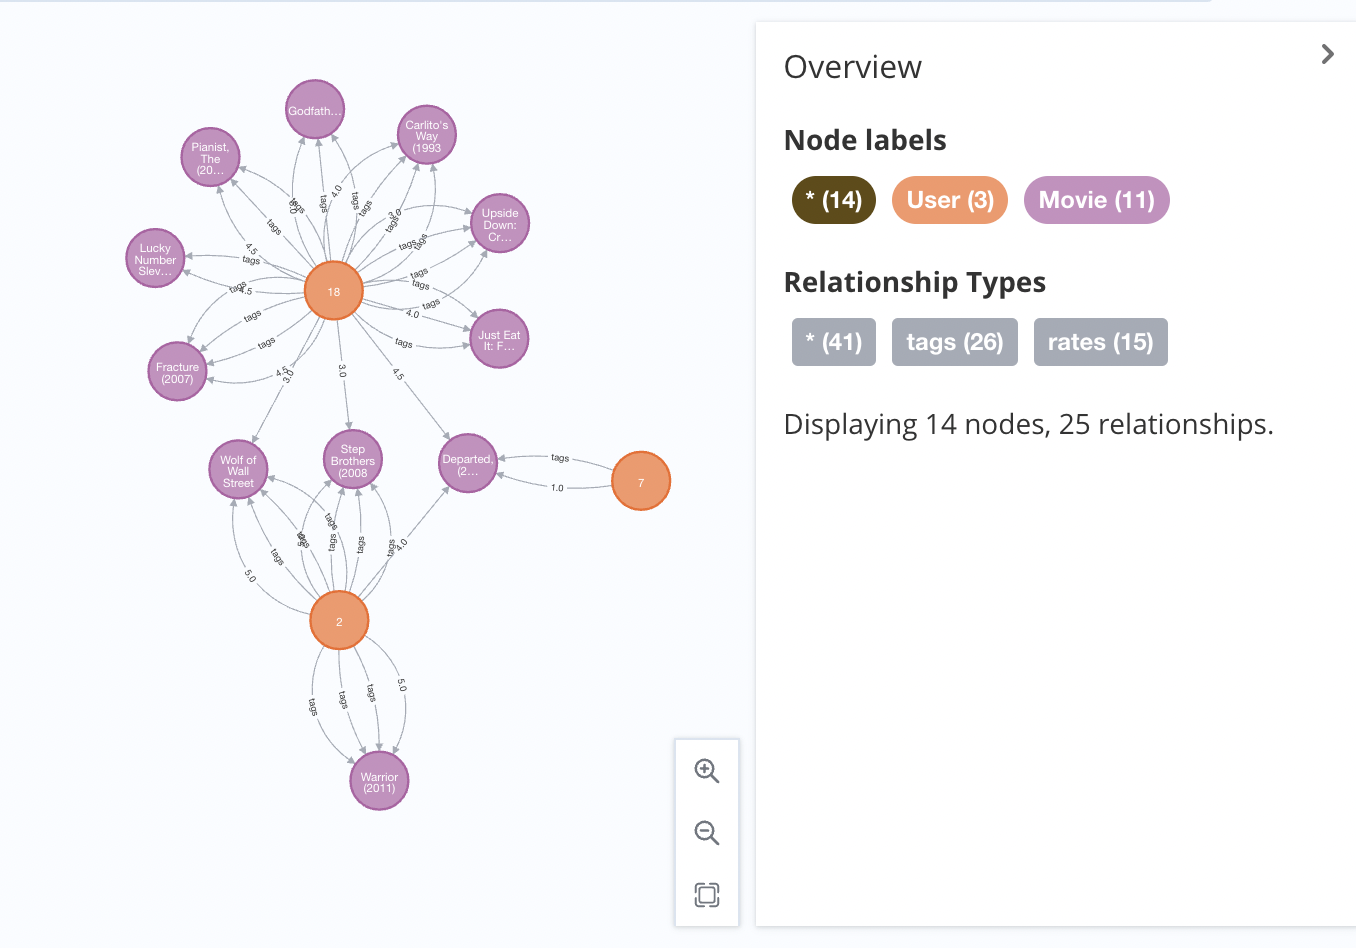 Overview
Node labels
* (14)
User (3)
Movie (11)
Relationship Types
* (41)
tags (26)
rates (15)
Displaying 14 nodes, 25 relationships.
Godfath...
Carlito's
Way
(1993
Pianist,
The
(20...
Upside
Down:
Cr...
Lucky
Number
Slev...
18
Just Eat
It: F...
Fracture
(2007)
Wolf of
Wall
Street
Step
Brothers
(2008
Departed,
(2...
7
2
Warrior
(2011)
4.0
tags
tags
tags
tags
3.0
tags
tags
tags
tags
tags
tags
4.0
tags
4.5
tags
4.5
tags
tags
tags
3.0
3.0
4.5
tags
1.0
tags
tags
5.0
tags
tags
tags
4.0
tags
tags
tags
5.0